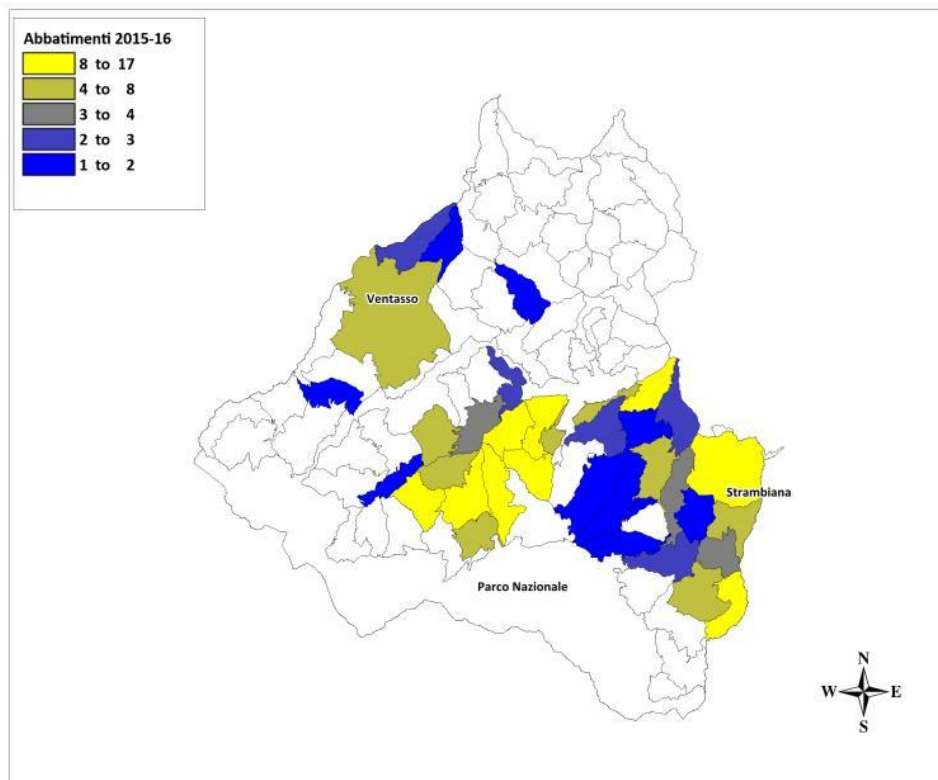 Abbatimenti 2015-16
8 to 17
4 to 8
3 to 4
2 to 3
1 to 2
Ventasso
Strambiana
Parco Nazionale
N
W E
S